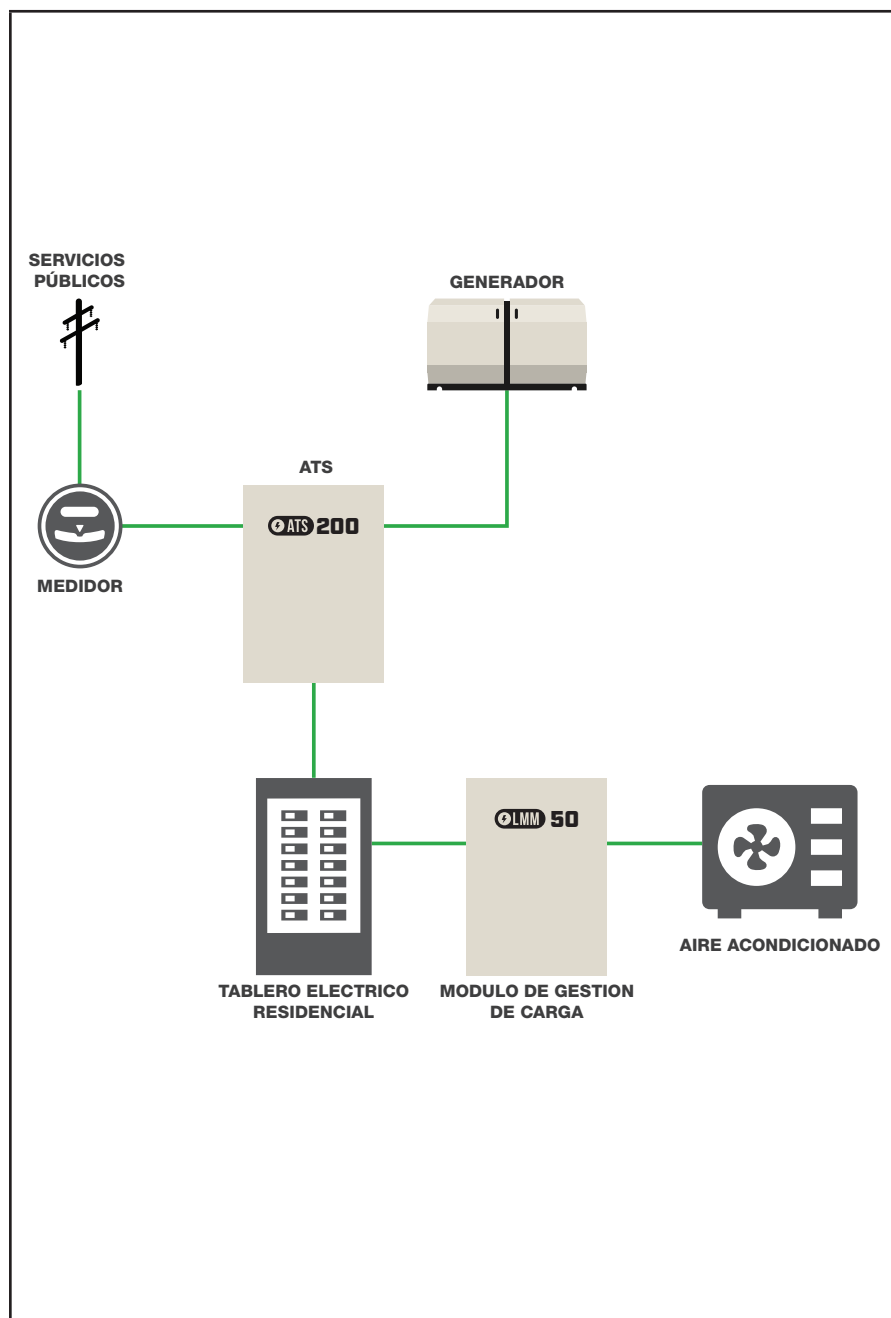 SERVICIOS
PÚBLICOS
GENERADOR
ATS
ATS 200
MEDIDOR
LMM 50
AIRE ACONDICIONADO
TABLERO ELECTRICO
RESIDENCIAL
MODULO DE GESTION
DE CARGA